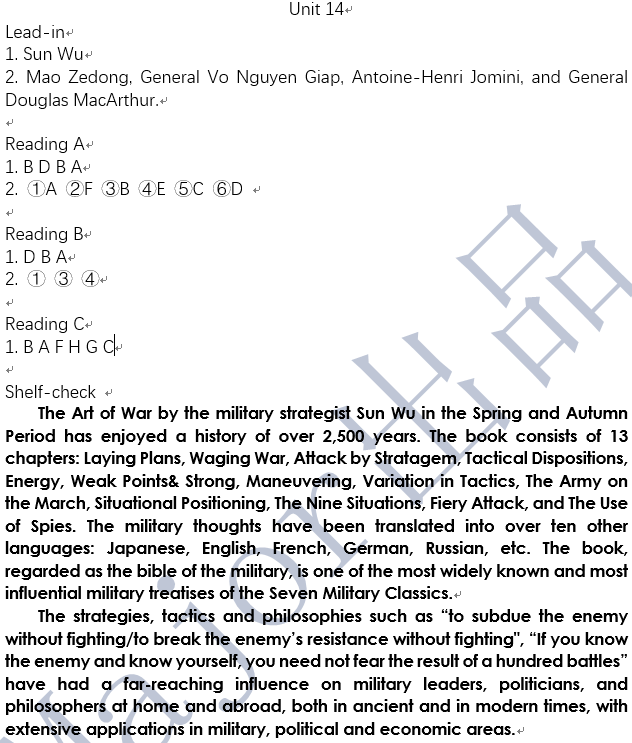 Unit 14
Lead-in
1. Sun Wu
2. Mao Zedong, General Vo Nguyen Giap, Antoine-Henri Jomini, and General
Douglas MacArthur.
Reading A
1. B D B A
2. ①A ②F ③B ④E ⑤C ⑥D
Reading B
1. D B A
2. ① ③ ④
Reading C
1. B A F H G C
Shelf-check
The Art of War by the military strategist Sun Wu in the Spring and Autumn
Period has enjoyed a history of over 2,500 years. The book consists of 13
chapters: Laying Plans, Waging War, Attack by Stratagem, Tactical Dispositions,
Energy, Weak Points& Strong, Maneuvering, Variation in Tactics, The Army on
the March, Situational Positioning, The Nine Situations, Fiery Attack, and The Use
of Spies. The military thoughts have been translated into over ten other
languages: Japanese, English, French, German, Russian, etc. The book,
regarded as the bible of the military, is one of the most widely known and most
influential military treatises of the Seven Military Classics.
The strategies, tactics and philosophies such as “to subdue the enemy
without fighting/to break the enemy’s resistance without fighting", “If you know
the enemy and know yourself, you need not fear the result of a hundred battles”
have had a far-reaching influence on military leaders, politicians, and
philosophers at home and abroad, both in ancient and in modern times, with
extensive applications in military, political and economic areas.
Major出品